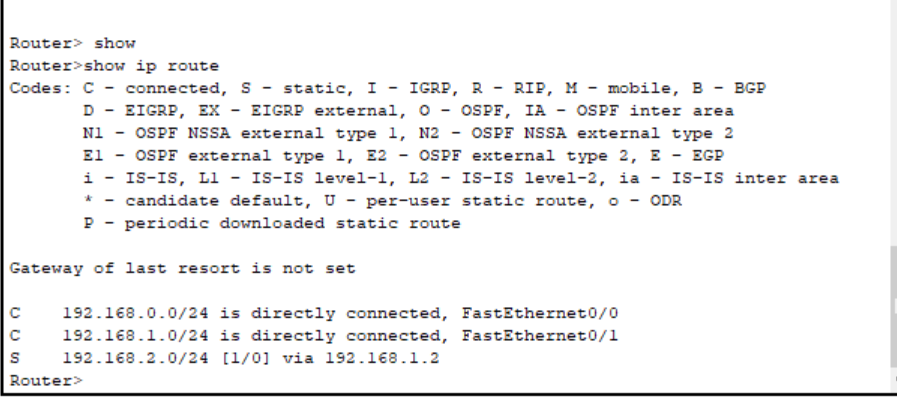 Router> show
Router>show ip route
Codes: C - connected, S - static, I - IGRP, R - RIP, M - mobile, B - BGP
       D - EIGRP, EX - EIGRP external, O - OSPF, IA - OSPF inter area
       N1 - OSPF NSSA external type 1, N2 - OSPF NSSA external type 2
       E1 - OSPF external type 1, E2 - OSPF external type 2, E - EGP
       i - IS-IS, L1 - IS-IS level-1, L2 - IS-IS level-2, ia - IS-IS inter area
       * - candidate default, U - per-user static route, o - ODR
       P - periodic downloaded static route
Gateway of last resort is not set
C    192.168.0.0/24 is directly connected, FastEthernet0/0
C    192.168.1.0/24 is directly connected, FastEthernet0/1
S    192.168.2.0/24 [1/0] via 192.168.1.2
Router>